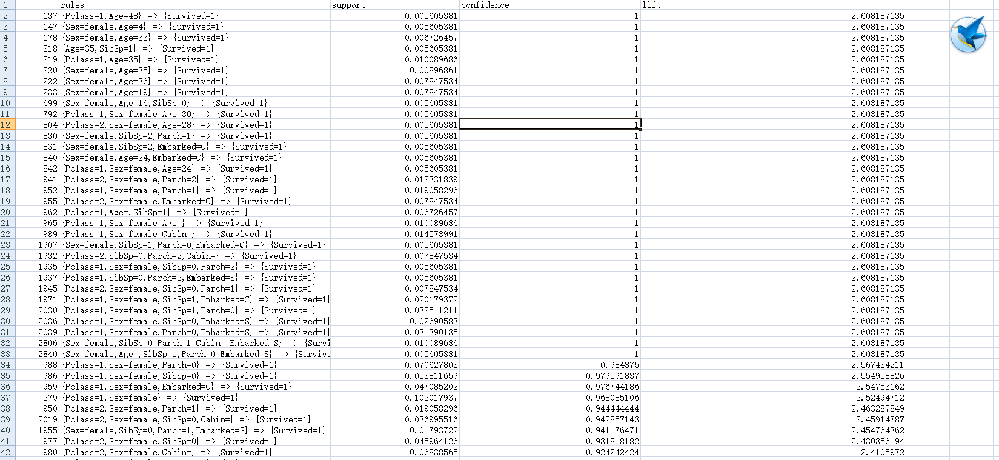 1 rules support confidence lift
2 137 {Pclass=1,Age=48} => {Survived=1} 0.005605381 1 2.608187135
3 147 {Sex=female,Age=4} => {Survived=1} 0.005605381 1 2.608187135
4 178 {Sex=female,Age=33} => {Survived=1} 0.006726457 1 2.608187135
5 218 {Age=35,SibSp=1} => {Survived=1} 0.005605381 1 2.608187135
6 219 {Pclass=1,Age=35} => {Survived=1} 0.010089686 1 2.608187135
7 220 {Sex=female,Age=35} => {Survived=1} 0.00896861 1 2.608187135
8 222 {Sex=female,Age=36} => {Survived=1} 0.007847534 1 2.608187135
9 233 {Sex=female,Age=19} => {Survived=1} 0.007847534 1 2.608187135
10 699 {Sex=female,Age=16,SibSp=0} => {Survived=1} 0.005605381 1 2.608187135
11 792 {Pclass=1,Sex=female,Age=30} => {Survived=1} 0.005605381 1 2.608187135
12 804 {Pclass=2,Sex=female,Age=28} => {Survived=1} 0.005605381 1 2.608187135
13 830 {Sex=female,SibSp=2,Parch=1} => {Survived=1} 0.005605381 1 2.608187135
14 831 {Sex=female,SibSp=2,Embarked=C} => {Survived=1} 0.005605381 1 2.608187135
15 840 {Sex=female,Age=24,Embarked=C} => {Survived=1} 0.005605381 1 2.608187135
16 842 {Pclass=1,Sex=female,Age=24} => {Survived=1} 0.005605381 1 2.608187135
17 941 {Pclass=2,Sex=female,Parch=2} => {Survived=1} 0.012331839 1 2.608187135
18 952 {Pclass=1,Sex=female,Parch=1} => {Survived=1} 0.019058296 1 2.608187135
19 955 {Pclass=2,Sex=female,Embarked=C} => {Survived=1} 0.007847534 1 2.608187135
20 962 {Pclass=1,Age=,SibSp=1} => {Survived=1} 0.006726457 1 2.608187135
21 965 {Pclass=1,Sex=female,Age=} => {Survived=1} 0.010089686 1 2.608187135
22 989 {Pclass=1,Sex=female,Cabin=} => {Survived=1} 0.014573991 1 2.608187135
23 1907 {Sex=female,SibSp=1,Parch=0,Embarked=Q} => {Survived=1} 0.005605381 1 2.608187135
24 1932 {Pclass=2,SibSp=0,Parch=2,Cabin=} => {Survived=1} 0.007847534 1 2.608187135
25 1935 {Pclass=1,Sex=female,SibSp=0,Parch=2} => {Survived=1} 0.005605381 1 2.608187135
26 1937 {Pclass=1,SibSp=0,Parch=2,Embarked=S} => {Survived=1} 0.005605381 1 2.608187135
27 1945 {Pclass=2,Sex=female,SibSp=0,Parch=1} => {Survived=1} 0.007847534 1 2.608187135
28 1971 {Pclass=1,Sex=female,SibSp=1,Embarked=C} => {Survived=1} 0.020179372 1 2.608187135
29 2030 {Pclass=1,Sex=female,SibSp=1,Parch=0} => {Survived=1} 0.032511211 1 2.608187135
30 2036 {Pclass=1,Sex=female,SibSp=0,Embarked=S} => {Survived=1} 0.02690583 1 2.608187135
31 2039 {Pclass=1,Sex=female,Parch=0,Embarked=S} => {Survived=1} 0.031390135 1 2.608187135
32 2806 {Sex=female,SibSp=0,Parch=1,Cabin=,Embarked=S} => {Survi 0.010089686 1 2.608187135
33 2840 {Sex=female,Age=,SibSp=1,Parch=0,Embarked=S} => {Survive 0.005605381 1 2.608187135
34 988 {Pclass=1,Sex=female,Parch=0} => {Survived=1} 0.070627803 0.984375 2.567434211
35 986 {Pclass=1,Sex=female,SibSp=0} => {Survived=1} 0.053811659 0.979591837 2.554958826
36 959 {Pclass=1,Sex=female,Embarked=C} => {Survived=1} 0.047085202 0.976744186 2.54753162
37 279 {Pclass=1,Sex=female} => {Survived=1} 0.102017937 0.968085106 2.52494712
38 950 {Pclass=2,Sex=female,Parch=1} => {Survived=1} 0.019058296 0.944444444 2.463287849
39 2019 {Pclass=2,Sex=female,SibSp=0,Cabin=} => {Survived=1} 0.036995516 0.942857143 2.45914787
40 1955 {Sex=female,SibSp=0,Parch=1,Embarked=S} => {Survived=1} 0.01793722 0.941176471 2.454764362
41 977 {Pclass=2,Sex=female,SibSp=0} => {Survived=1} 0.045964126 0.931818182 2.430356194
42 980 {Pclass=2,Sex=female,Cabin=} => {Survived=1} 0.06838565 0.924242424 2.4105972